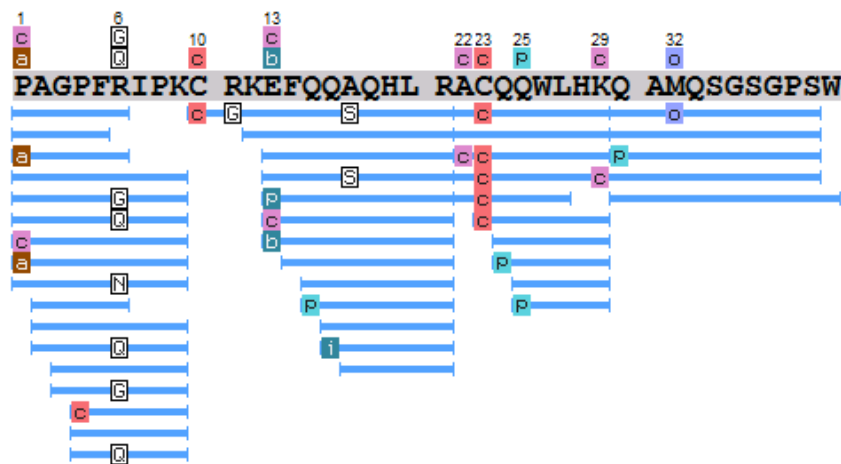 1 6 13
c G c
10 22 23 25 29 32
a Q c b c c p c o
PAGPFRIPKC RKEFQQAQHL RACQQWLHKQ AMQSGSGPSW
c G S c o
a c c p
S c c
G p c
Q c c
c b
a p
N
p p
Q i
G
c
Q